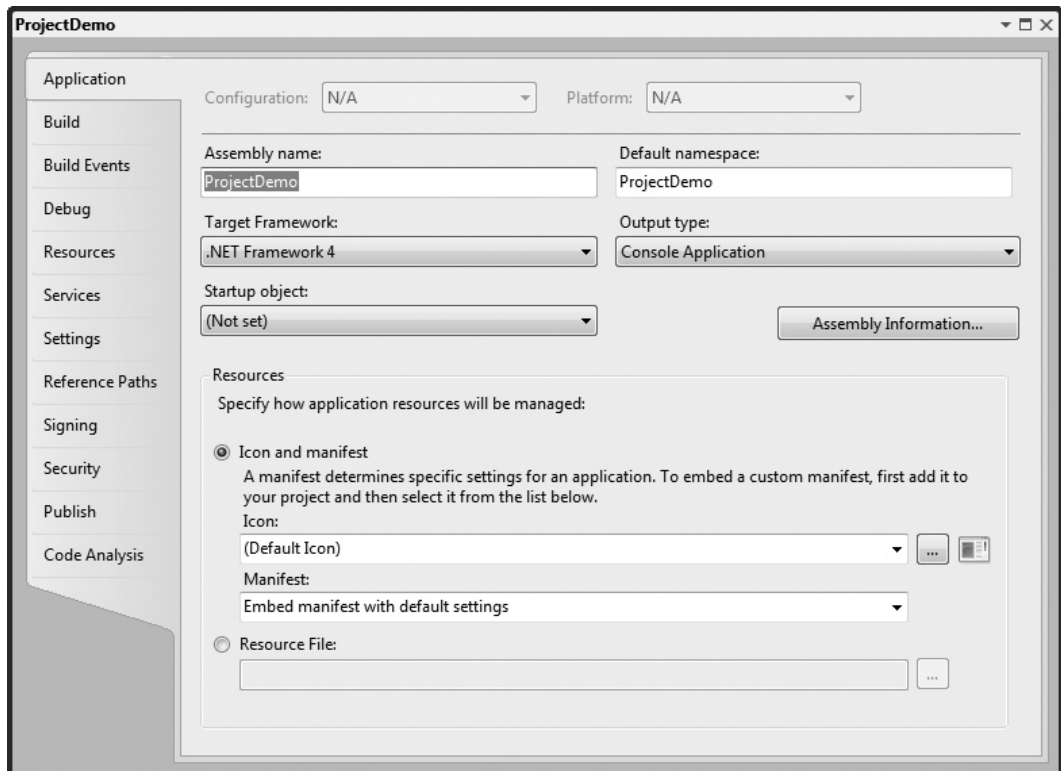 ProjectDemo
Application
Build
Build Events
Debug
Resources
Services
Settings
Reference Paths
Signing
Security
Publish
Code Analysis
Configuration: N/A Platform: N/A
Assembly name: Default namespace:
ProjectDemo ProjectDemo
Target Framework: Output type:
.NET Framework 4 Console Application
Startup object:
(Not set) Assembly Information...
Resources
Specify how application resources will be managed:
Icon and manifest
A manifest determines specific settings for an application. To embed a custom manifest, first add it to
your project and then select it from the list below.
Icon:
(Default Icon) ...
Manifest:
Embed manifest with default settings
Resource File:
...